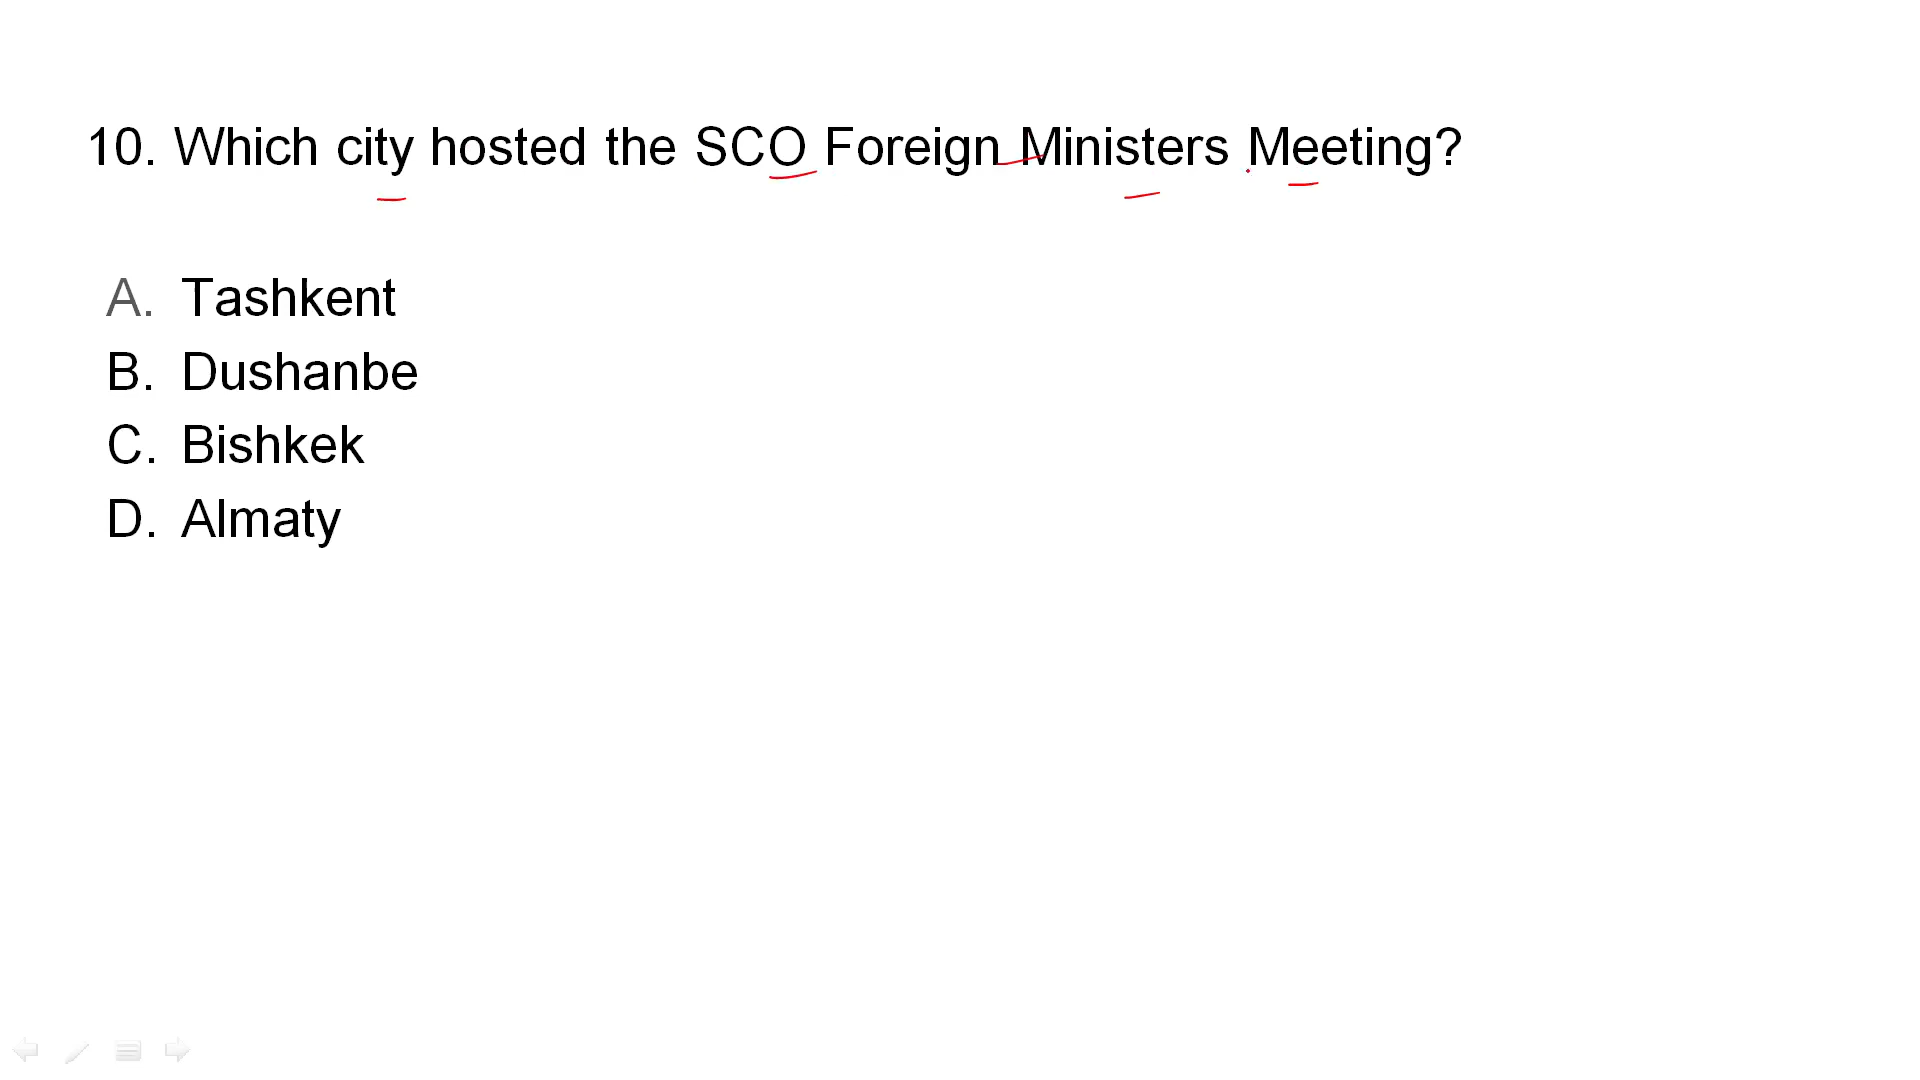 10. Which city hosted the SCO Foreign Ministers Meeting?
A. Tashkent
B. Dushanbe
C. Bishkek
D. Almaty